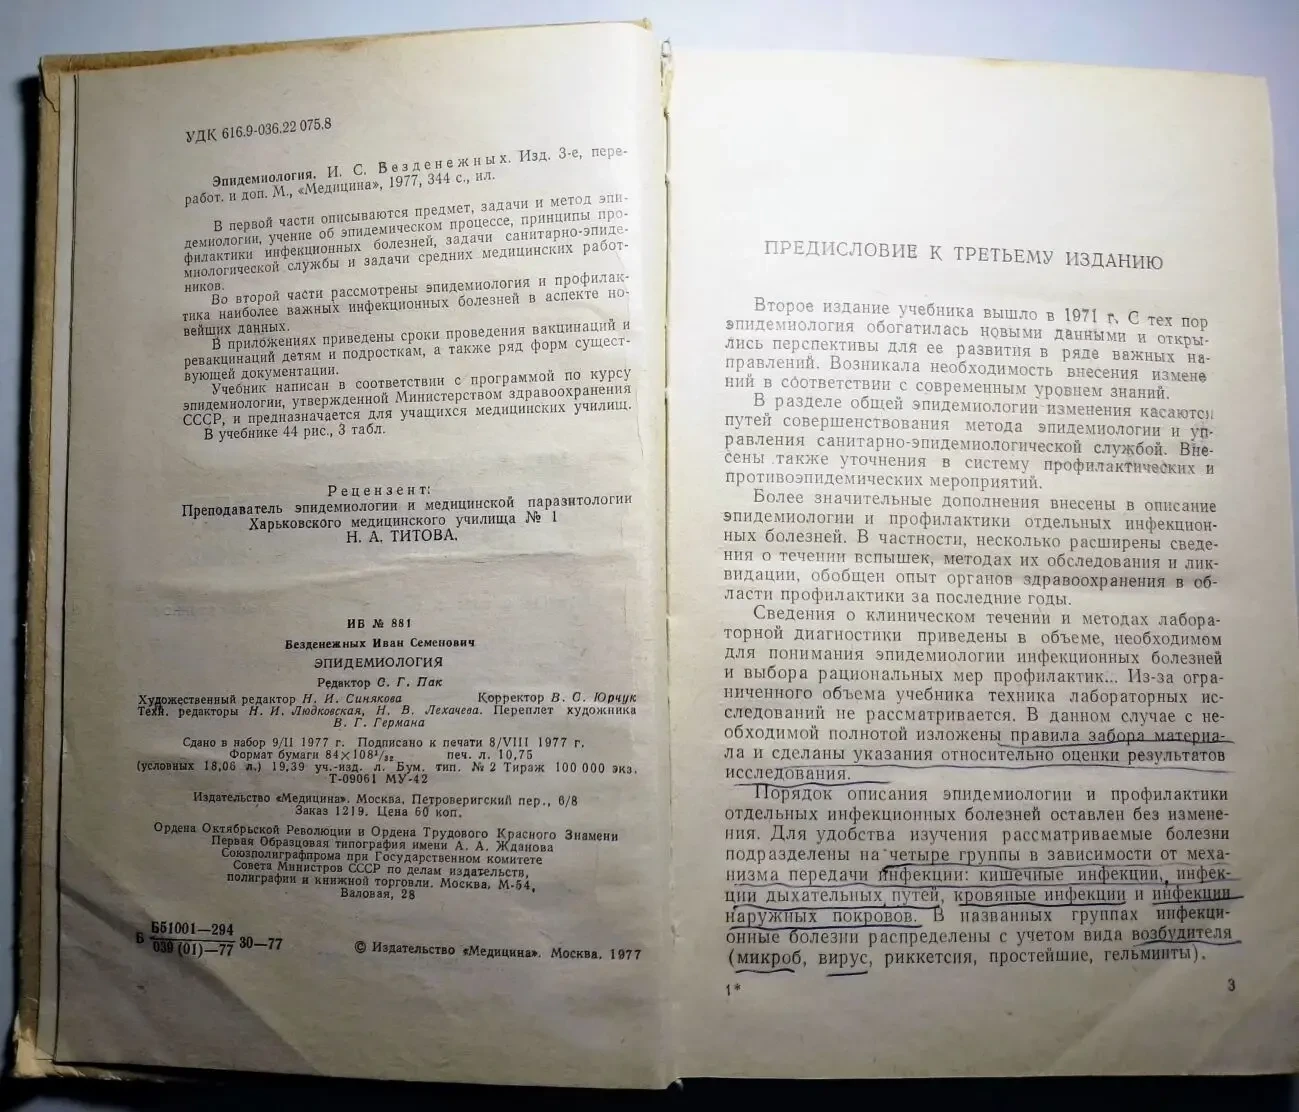 УДК 616.9-036.22 075.8
Эпидемиология. И. С. Безденежных. Изд. 3-е, пере-
работ. и доп. М., «Медицина», 1977, 344 с., ил.
В первой части описываются предмет, задачи и метод эпи-
демиологии, учение об эпидемическом процессе, принципы про-
филактики инфекционных болезней, задачи санитарно-эпиде-
миологической службы и задачи средних медицинских работ-
ников.
Во второй части рассмотрены эпидемиология и профилак-
тика наиболее важных инфекционных болезней в аспекте но-
вейших данных.
В приложениях приведены сроки проведения вакцинаций и
ревакцинаций детям и подросткам, а также ряд форм сущест-
вующей документации.
Учебник написан в соответствии с программой по курсу
эпидемиологии, утвержденной Министерством здравоохранения
СССР, и предназначается для учащихся медицинских училищ.
В учебнике 44 рис., 3 табл.
Рецензент:
Преподаватель эпидемиологии и медицинской паразитологии
Харьковского медицинского училища № 1
Н. А. ТИТОВА.
ИБ № 881
Безденежных Иван Семенович
ЭПИДЕМИОЛОГИЯ
Редактор С. Г. Пак
Художественный редактор Н. И. Синякова Корректор В. С. Юрчук
Техн. редакторы Н. И. Людковская, Н. В. Лехачева. Переплет художника
В. Г. Германа
Сдано в набор 9/II 1977 г. Подписано к печати 8/VIII 1977 г.
Формат бумаги 84×108¹/₃₂ печ. л. 10,75
(условных 18,06 л.) 19,39 уч.-изд. л. Бум. тип. № 2 Тираж 100 000 экз.
Т-09061 МУ-42
Издательство «Медицина». Москва, Петроверигский пер., 6/8
Заказ 1219. Цена 60 коп.
Ордена Октябрьской Революции и Ордена Трудового Красного Знамени
Первая Образцовая типография имени А. А. Жданова
Союзполиграфпрома при Государственном комитете
Совета Министров СССР по делам издательств,
полиграфии и книжной торговли. Москва, М-54,
Валовая, 28
Б 51001—294
Б 039 (01)—77 30—77
© Издательство «Медицина». Москва. 1977
ПРЕДИСЛОВИЕ К ТРЕТЬЕМУ ИЗДАНИЮ
Второе издание учебника вышло в 1971 г. С тех пор
эпидемиология обогатилась новыми данными и откры-
лись перспективы для ее развития в ряде важных на-
правлений. Возникала необходимость внесения измене
ний в соответствии с современным уровнем знаний.
В разделе общей эпидемиологии изменения касаются
путей совершенствования метода эпидемиологии и уп-
равления санитарно-эпидемиологической службой. Вне-
сены также уточнения в систему профилактических и
противоэпидемических мероприятий.
Более значительные дополнения внесены в описание
эпидемиологии и профилактики отдельных инфекцион-
ных болезней. В частности, несколько расширены сведе-
ния о течении вспышек, методах их обследования и лик-
видации, обобщен опыт органов здравоохранения в об-
ласти профилактики за последние годы.
Сведения о клиническом течении и методах лабора-
торной диагностики приведены в объеме, необходимом
для понимания эпидемиологии инфекционных болезней
и выбора рациональных мер профилактик... Из-за огра-
ниченного объема учебника техника лабораторных ис-
следований не рассматривается. В данном случае с не-
обходимой полнотой изложены правила забора материа-
ла и сделаны указания относительно оценки результатов
исследования.
Порядок описания эпидемиологии и профилактики
отдельных инфекционных болезней оставлен без измене-
ния. Для удобства изучения рассматриваемые болезни
подразделены на четыре группы в зависимости от меха-
низма передачи инфекции: кишечные инфекции, инфек-
ции дыхательных путей, кровяные инфекции и инфекции
наружных покровов. В названных группах инфекци-
онные болезни распределены с учетом вида возбудителя
(микроб, вирус, риккетсия, простейшие, гельминты).
1*
3